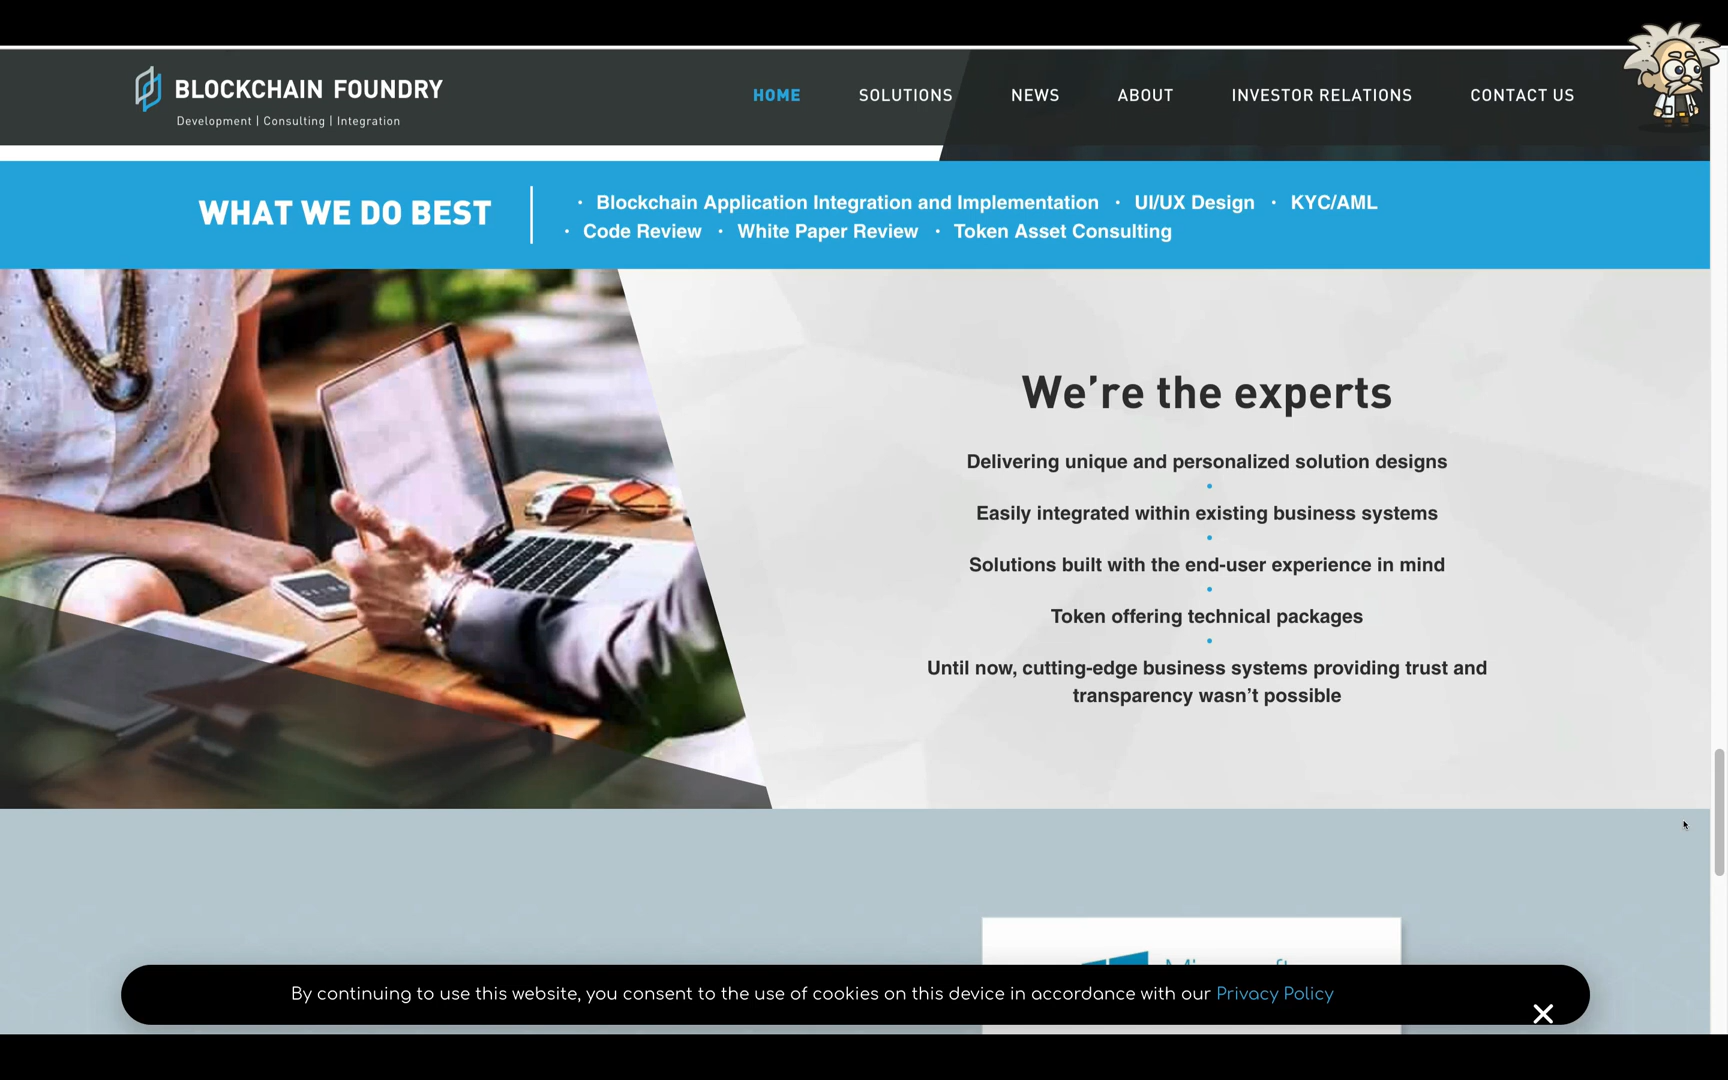 BLOCKCHAIN FOUNDRY
Development | Consulting | Integration
HOME SOLUTIONS NEWS ABOUT INVESTOR RELATIONS CONTACT US
WHAT WE DO BEST
· Blockchain Application Integration and Implementation · UI/UX Design · KYC/AML
· Code Review · White Paper Review · Token Asset Consulting
We’re the experts
Delivering unique and personalized solution designs
Easily integrated within existing business systems
Solutions built with the end-user experience in mind
Token offering technical packages
Until now, cutting-edge business systems providing trust and
transparency wasn’t possible
By continuing to use this website, you consent to the use of cookies on this device in accordance with our Privacy Policy